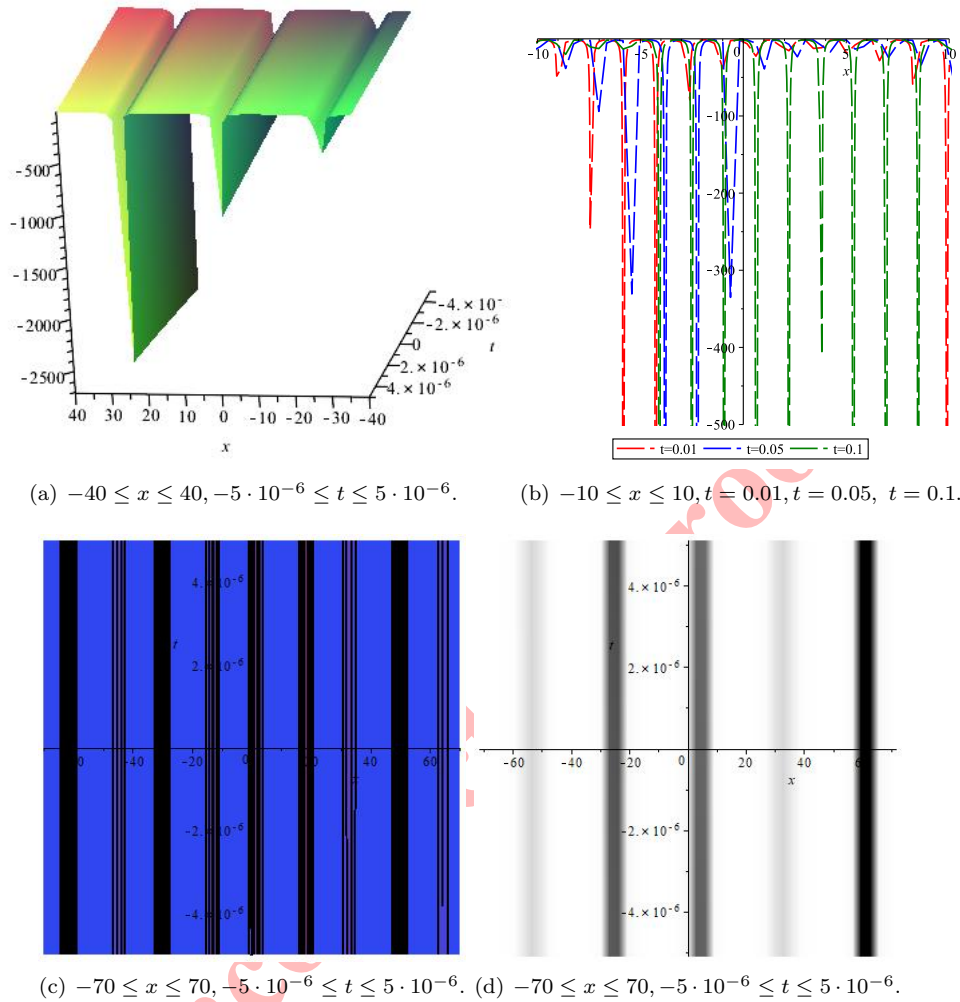 -500
-1000
-1500
-2000
-2500
40 30 20 10 0 -10 -20 -30 -40
x
-4.×10⁻
-2.×10⁻⁶
0
t
2.×10⁻⁶
4.×10⁻⁶
-10 -5 0 5
x
-100
-200
-300
-400
-500
t=0.01 t=0.05 t=0.1
(a) −40 ≤ x ≤ 40, −5 · 10⁻⁶ ≤ t ≤ 5 · 10⁻⁶.
(b) −10 ≤ x ≤ 10, t = 0.01, t = 0.05, t = 0.1.
4.×10⁻⁶
t
2.×10⁻⁶
-40 -20 0 20 40 60
x
-2.×10⁻⁶
-4.×10⁻⁶
4.×10⁻⁶
t
2.×10⁻⁶
-60 -40 -20 0 20 40 60
x
-2.×10⁻⁶
-4.×10⁻⁶
(c) −70 ≤ x ≤ 70, −5 · 10⁻⁶ ≤ t ≤ 5 · 10⁻⁶.
(d) −70 ≤ x ≤ 70, −5 · 10⁻⁶ ≤ t ≤ 5 · 10⁻⁶.